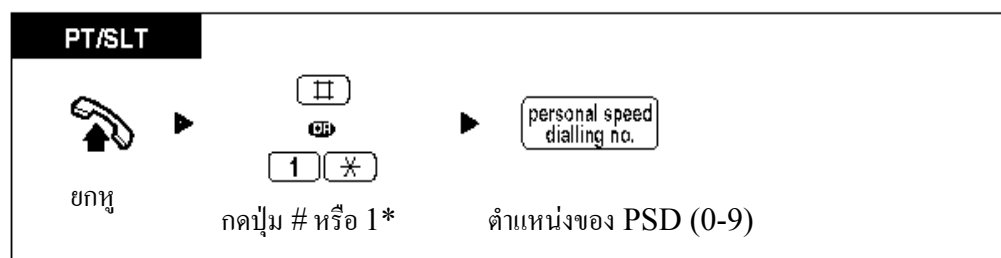 PT/SLT
#
OR
1 *
personal speed
dialling no.
ยกหู
กดปุ่ม # หรือ 1*
ตำแหน่งของ PSD (0-9)